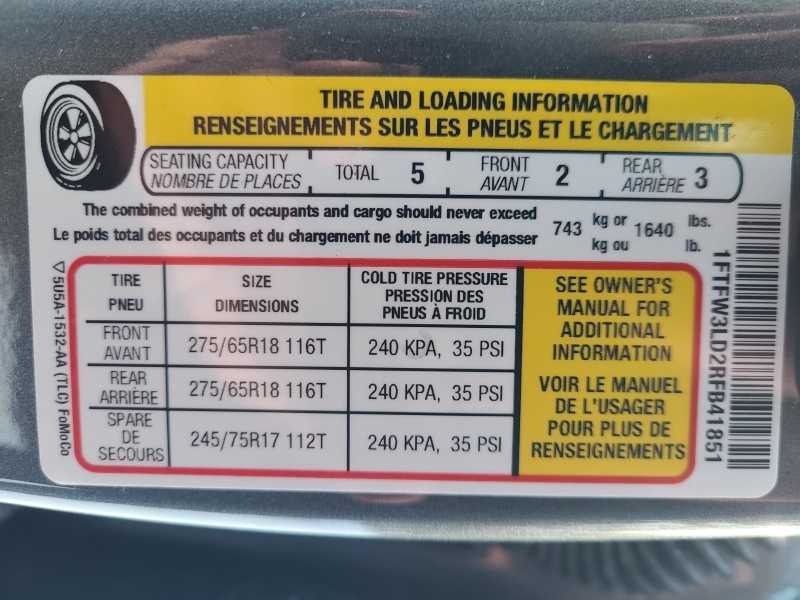 TIRE AND LOADING INFORMATION
RENSEIGNEMENTS SUR LES PNEUS ET LE CHARGEMENT
SEATING CAPACITY
NOMBRE DE PLACES
TOTAL 5
FRONT
AVANT
2
REAR
ARRIÈRE
3
The combined weight of occupants and cargo should never exceed
Le poids total des occupants et du chargement ne doit jamais dépasser
743 kg or 1640 lbs.
kg ou lb.
TIRE
PNEU
SIZE
DIMENSIONS
COLD TIRE PRESSURE
PRESSION DES
PNEUS À FROID
FRONT
AVANT
275/65R18 116T
240 KPA, 35 PSI
REAR
ARRIÈRE
275/65R18 116T
240 KPA, 35 PSI
SPARE
DE
SECOURS
245/75R17 112T
240 KPA, 35 PSI
SEE OWNER'S
MANUAL FOR
ADDITIONAL
INFORMATION
VOIR LE MANUEL
DE L'USAGER
POUR PLUS DE
RENSEIGNEMENTS
5U5A-1532-AA (TLC) FoMoCo
1FTFW3LD2RFB41851